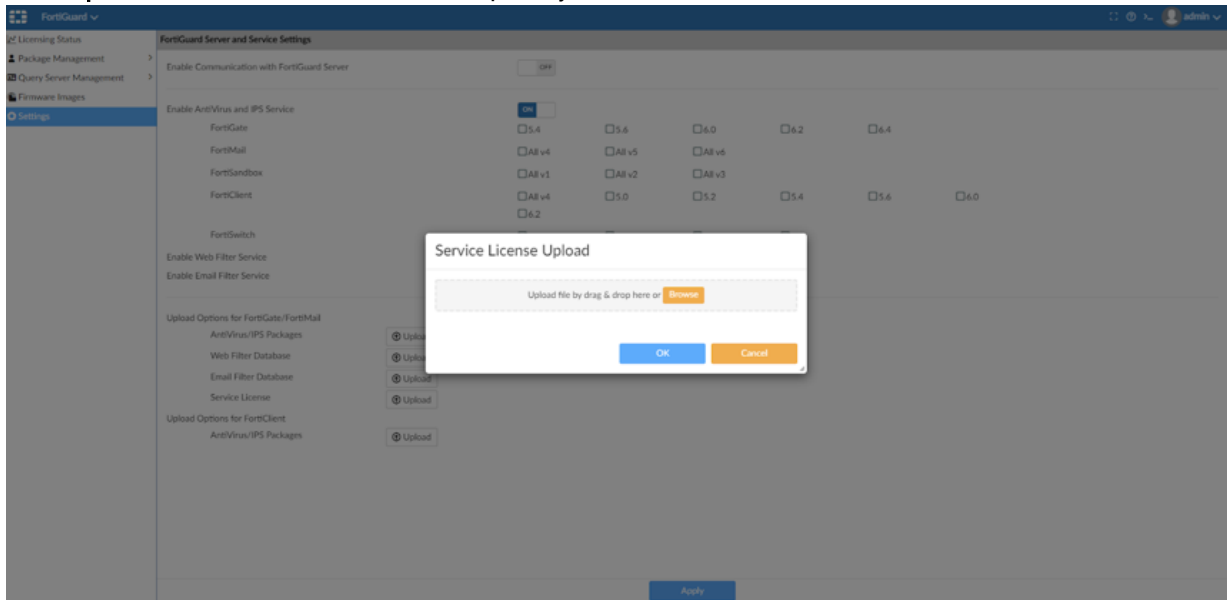 FortiGuard
admin
Licensing Status
Package Management
Query Server Management
Firmware Images
Settings
FortiGuard Server and Service Settings
Enable Communication with FortiGuard Server OFF
Enable AntiVirus and IPS Service ON
FortiGate 5.4 5.6 6.0 6.2 6.4
FortiMail All v4 All v5 All v6
FortiSandbox All v1 All v2 All v3
FortiClient All v4 5.0 5.2 5.4 5.6 6.0
6.2
FortiSwitch
Enable Web Filter Service
Enable Email Filter Service
Service License Upload
Upload file by drag & drop here or Browse
OK Cancel
Upload Options for FortiGate/FortiMail
AntiVirus/IPS Packages
Web Filter Database
Email Filter Database Upload
Service License Upload
Upload Options for FortiClient
AntiVirus/IPS Packages Upload
Apply